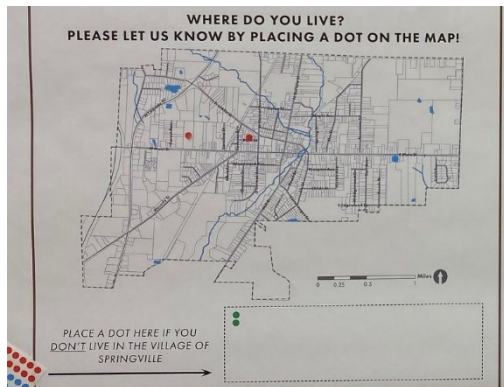 WHERE DO YOU LIVE?
PLEASE LET US KNOW BY PLACING A DOT ON THE MAP!
0 0.25 0.5 1 Miles
PLACE A DOT HERE IF YOU
DON'T LIVE IN THE VILLAGE OF
SPRINGVILLE